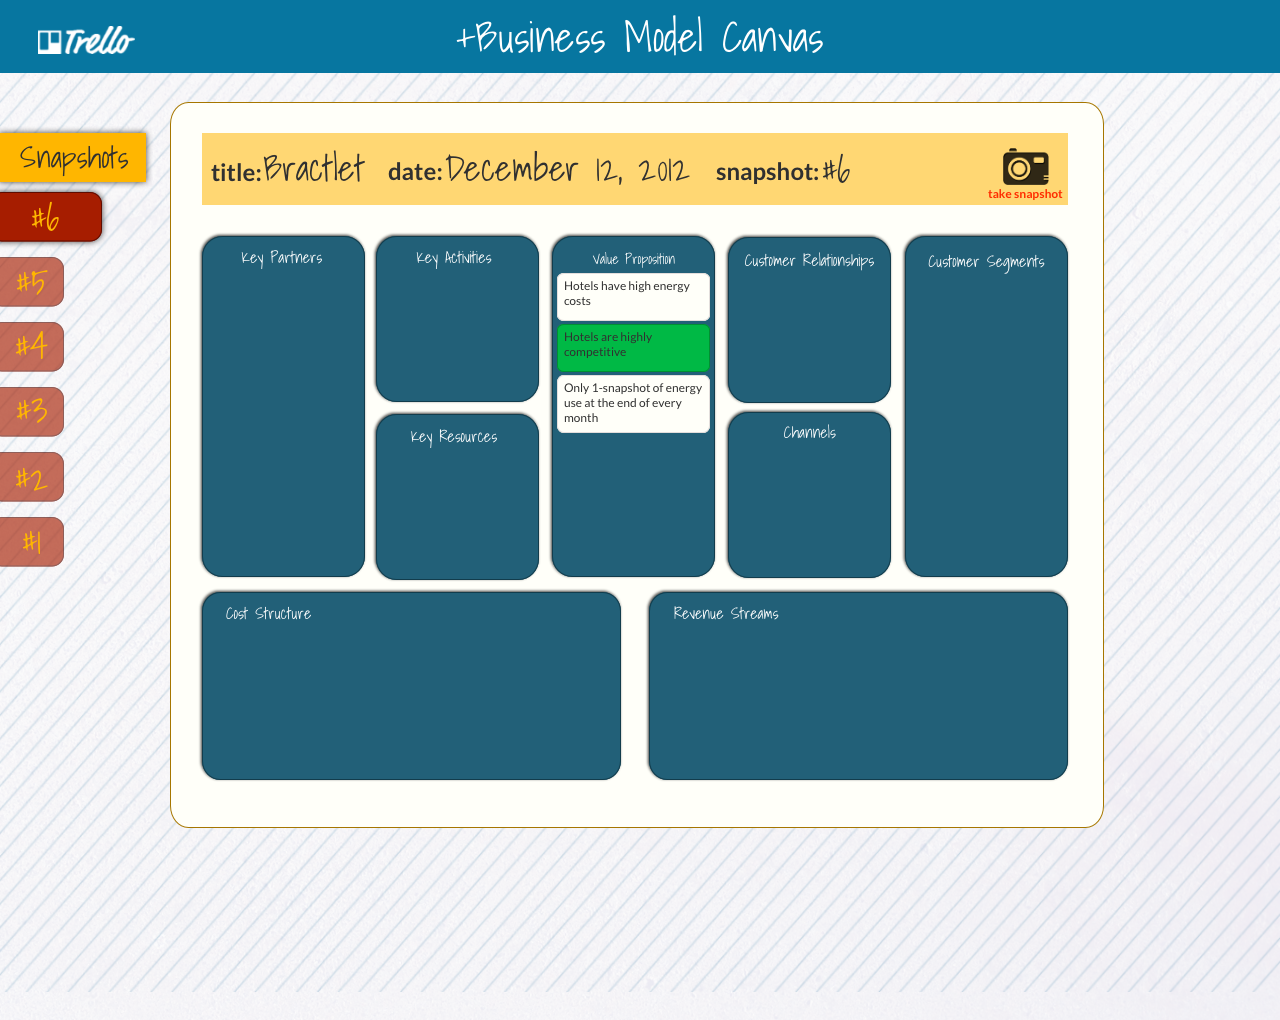 Trello
+Business Model Canvas
Snapshots
#6
#5
#4
#3
#2
#1
title: Bractlet date: December 12, 2012 snapshot: #6
take snapshot
Key Partners
Key Activities
Key Resources
Value Proposition
Hotels have high energy
costs
Hotels are highly
competitive
Only 1-snapshot of energy
use at the end of every
month
Customer Relationships
Channels
Customer Segments
Cost Structure
Revenue Streams